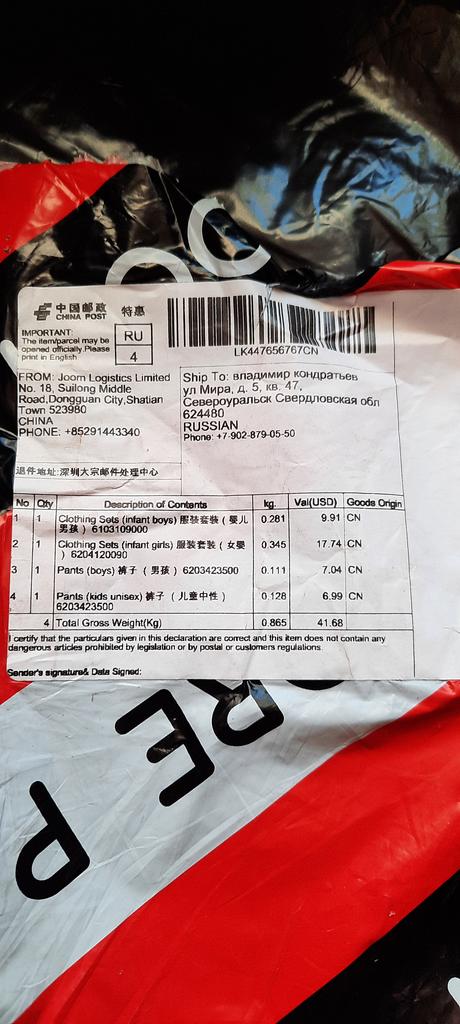 OC
中国邮政 特惠
CHINA POST
IMPORTANT:
The item/parcel may be
opened officially.Please
print in English
RU
4
LK447656767CN
FROM: Joom Logistics Limited
No. 18, Suilong Middle
Road,Dongguan City,Shatian
Town 523980
CHINA
PHONE: +85291443340
Ship To: владимир кондратьев
ул Мира, д. 5, кв. 47,
Североуральск Свердловская обл
624480
RUSSIAN
Phone: +7-902-879-05-50
退件地址:深圳大宗邮件处理中心
No Qty Description of Contents kg. Val(USD) Goods Origin
1 1 Clothing Sets (infant boys) 服装套装 ( 婴儿
男孩 ) 6103109000 0.281 9.91 CN
2 1 Clothing Sets (infant girls) 服装套装 ( 女婴
) 6204120090 0.345 17.74 CN
3 1 Pants (boys) 裤子 ( 男孩 ) 6203423500 0.111 7.04 CN
4 1 Pants (kids unisex) 裤子 ( 儿童中性 )
6203423500 0.128 6.99 CN
4 Total Gross Weight(Kg) 0.865 41.68
I certify that the particulars given in this declaration are correct and this item does not contain any
dangerous articles prohibited by legislation or by postal or customers regulations.
Sender's signature& Data Signed:
ORE P